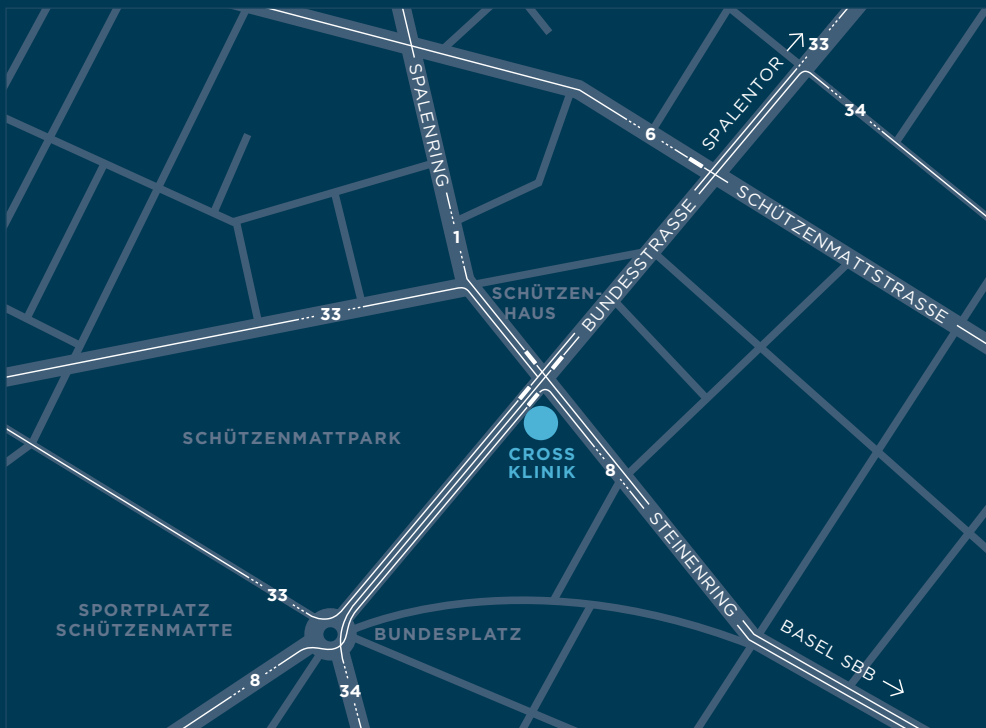 33
SPALENTOR
34
6
SPALENRING
SCHÜTZENMATTSTRASSE
1
BUNDESSTRASSE
SCHÜTZEN-
HAUS
33
SCHÜTZENMATTPARK
CROSS
KLINIK
8
STEINENRING
33
SPORTPLATZ
SCHÜTZENMATTE
BUNDESPLATZ
BASEL SBB
8
34